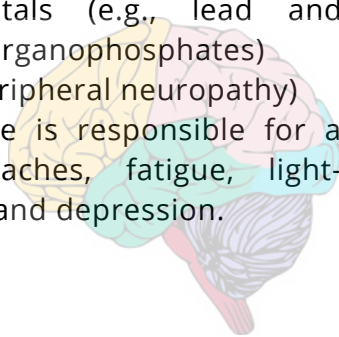 tals (e.g., lead and
rganophosphates)
ripheral neuropathy)
e is responsible for a
aches, fatigue, light-
and depression.